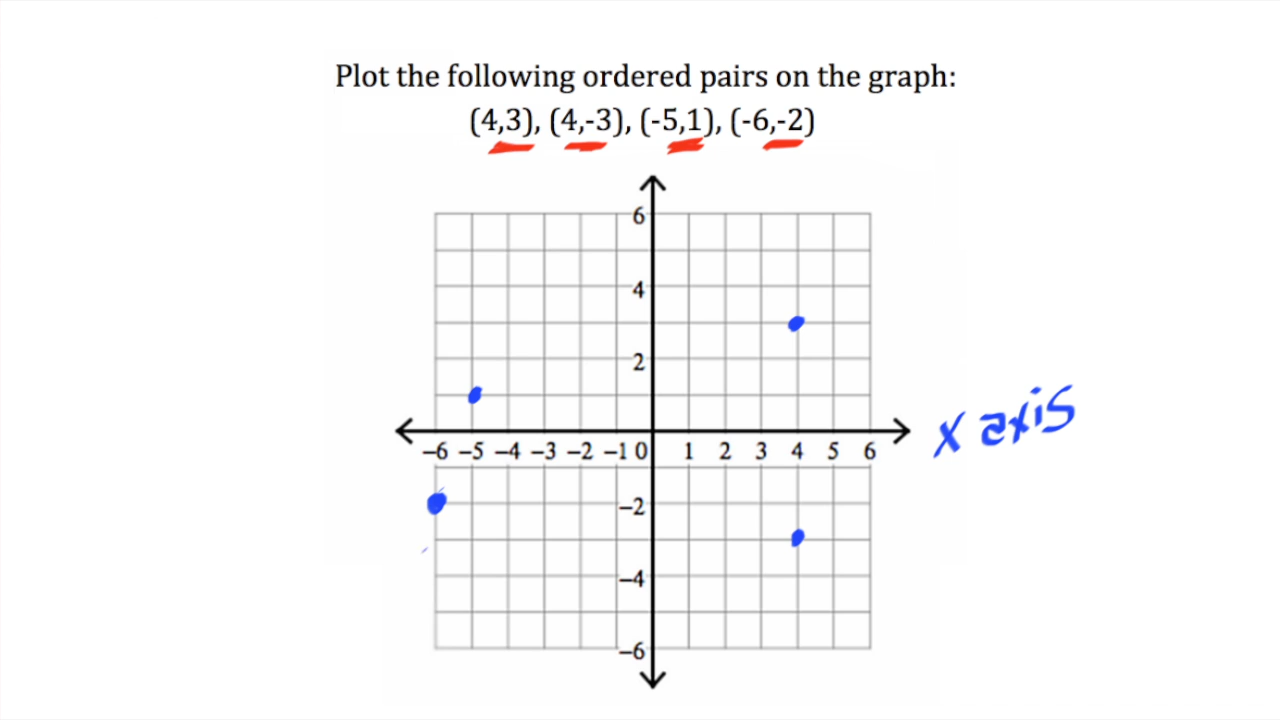 Plot the following ordered pairs on the graph:
(4,3), (4,-3), (-5,1), (-6,-2)
6
4
2
x axis
–6 –5 –4 –3 –2 –1 0 1 2 3 4 5 6
–2
–4
–6